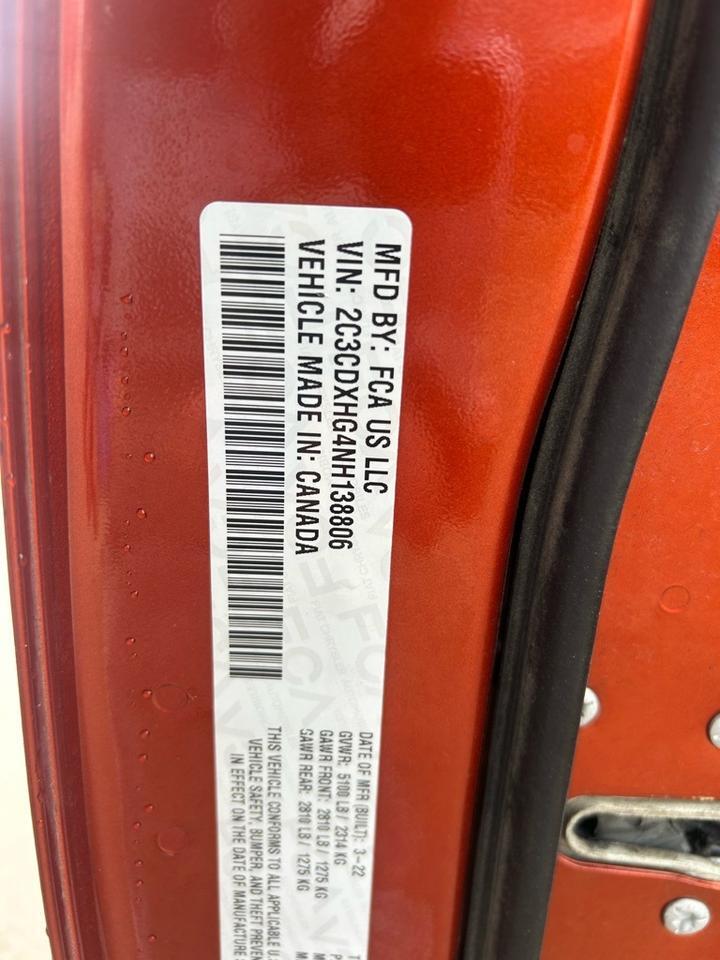 MFD BY: FCA US LLC
VIN: 2C3CDXHG4NH138806
VEHICLE MADE IN: CANADA
DATE OF MFR (BUILT): 3-22
GVWR: 5100 LB / 2314 KG
GAWR FRONT: 2810 LB / 1275 KG
GAWR REAR: 2810 LB / 1275 KG
THIS VEHICLE CONFORMS TO ALL APPLICABLE U.S
VEHICLE SAFETY, BUMPER, AND THEFT PREVEN
IN EFFECT ON THE DATE OF MANUFACTURE S